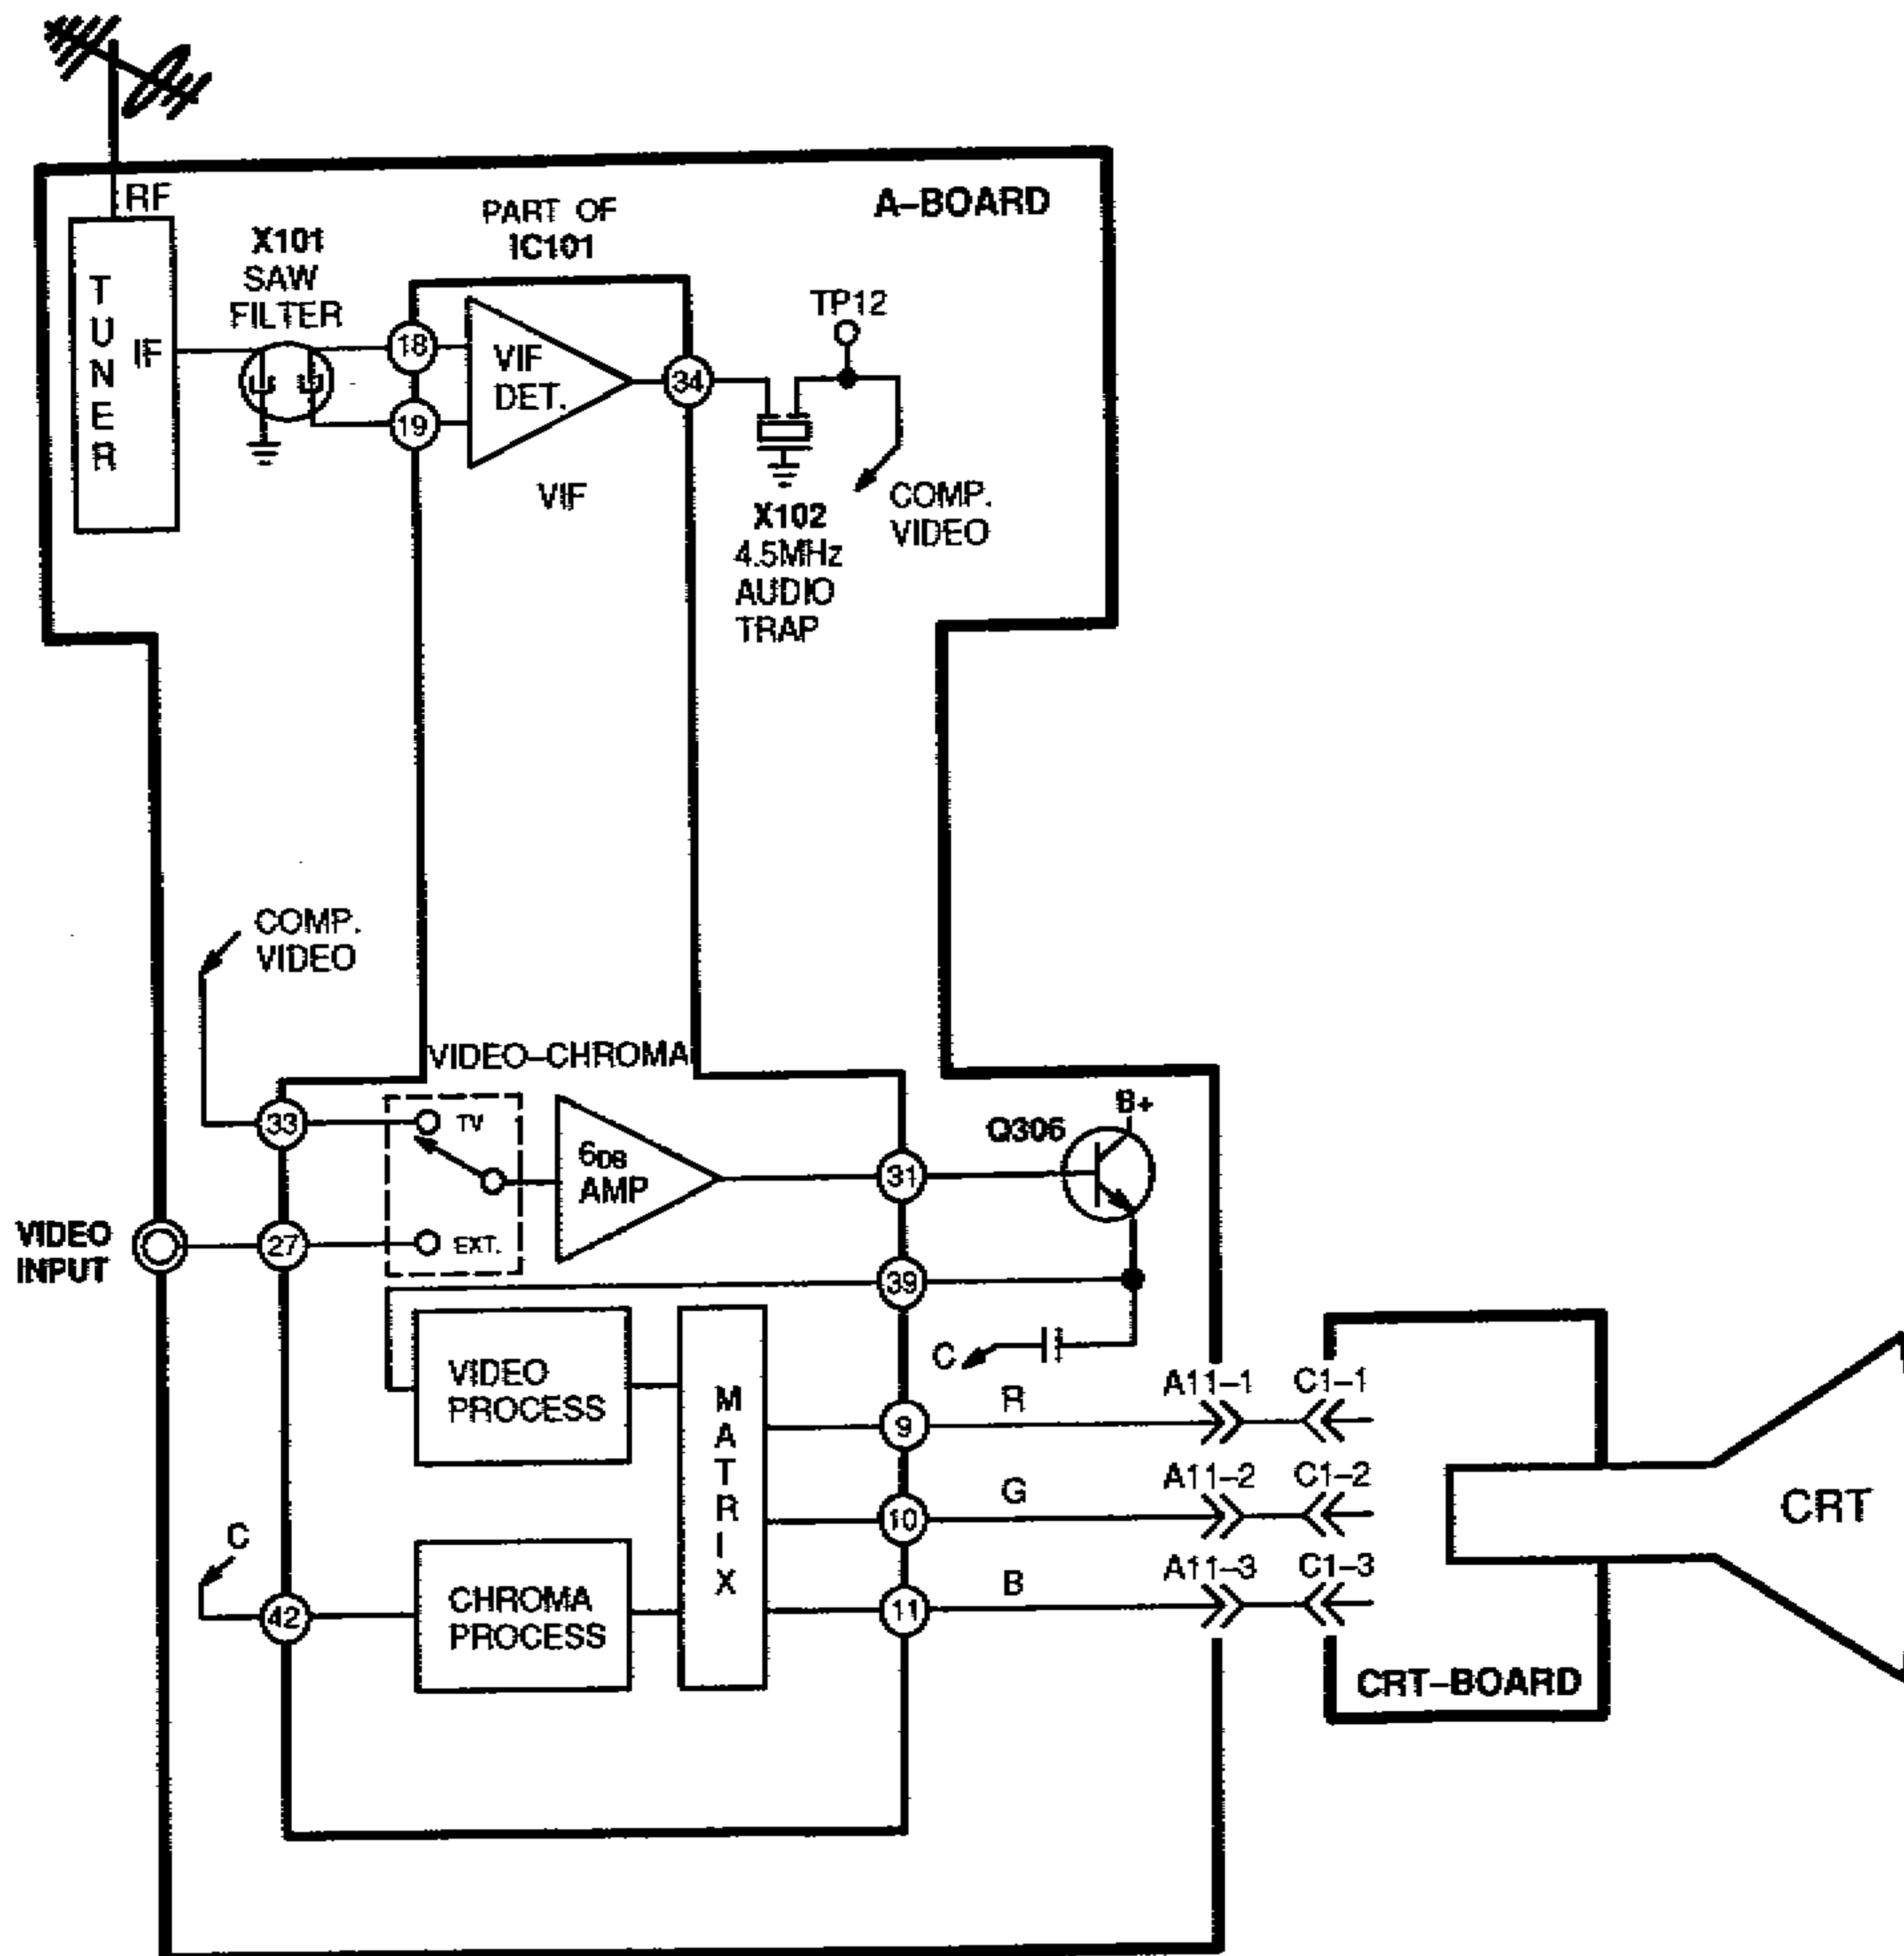 RF
A-BOARD
TUNER
IF
X101
SAW
FILTER
PART OF
IC101
18
19
VIF
DET.
34
TP12
VIF
X102
4.5MHz
AUDIO
TRAP
COMP.
VIDEO
COMP.
VIDEO
VIDEO-CHROMA
33
TV
6DB
AMP
31
Q306
B+
VIDEO
INPUT
27
EXT.
39
VIDEO
PROCESS
MATRIX
C
9
R
A11-1
C1-1
10
G
A11-2
C1-2
CRT
C
42
CHROMA
PROCESS
11
B
A11-3
C1-3
CRT-BOARD